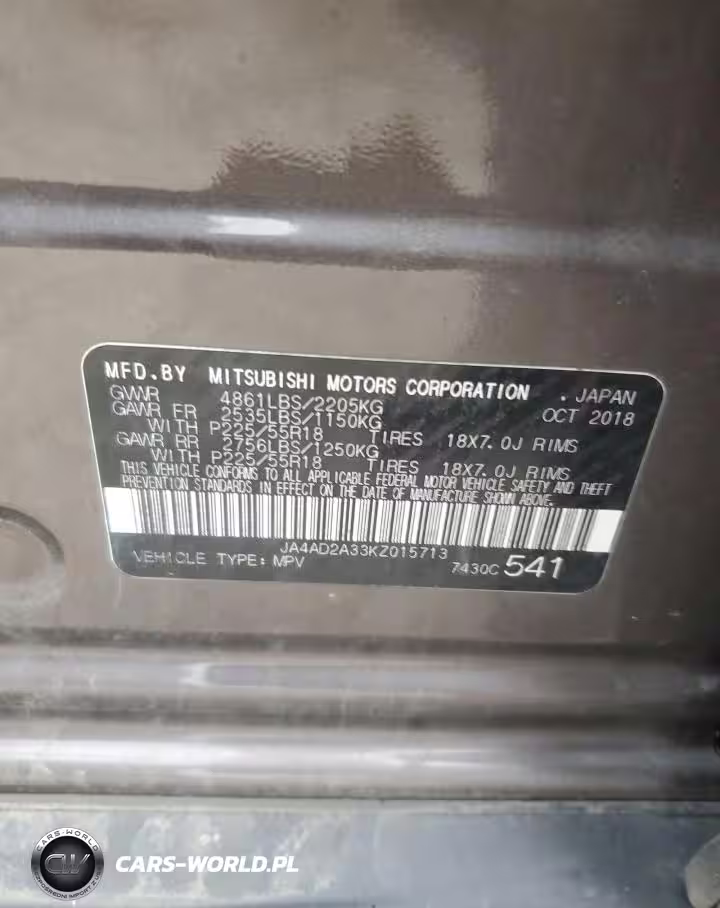 MFD.BY MITSUBISHI MOTORS CORPORATION . JAPAN
GVWR 4861LBS/2205KG OCT 2018
GAWR FR 2535LBS/1150KG
WITH P225/55R18 TIRES 18X7.0J RIMS
GAWR RR 2756LBS/1250KG
WITH P225/55R18 TIRES 18X7.0J RIMS
THIS VEHICLE CONFORMS TO ALL APPLICABLE FEDERAL MOTOR VEHICLE SAFETY AND THEFT
PREVENTION STANDARDS IN EFFECT ON THE DATE OF MANUFACTURE SHOWN ABOVE.
JA4AD2A33KZ015713
VEHICLE TYPE: MPV 7430C 541
CARS-WORLD
CW
CARS-WORLD.PL